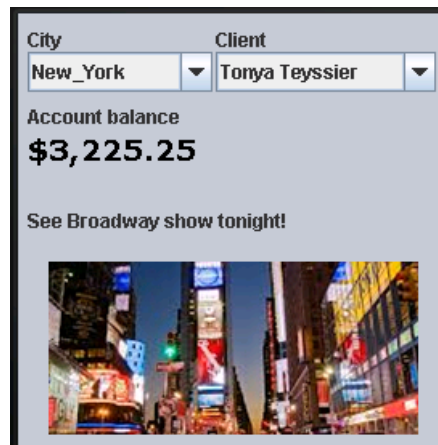 City Client
New_York Tonya Teyssier
Account balance
$3,225.25
See Broadway show tonight!